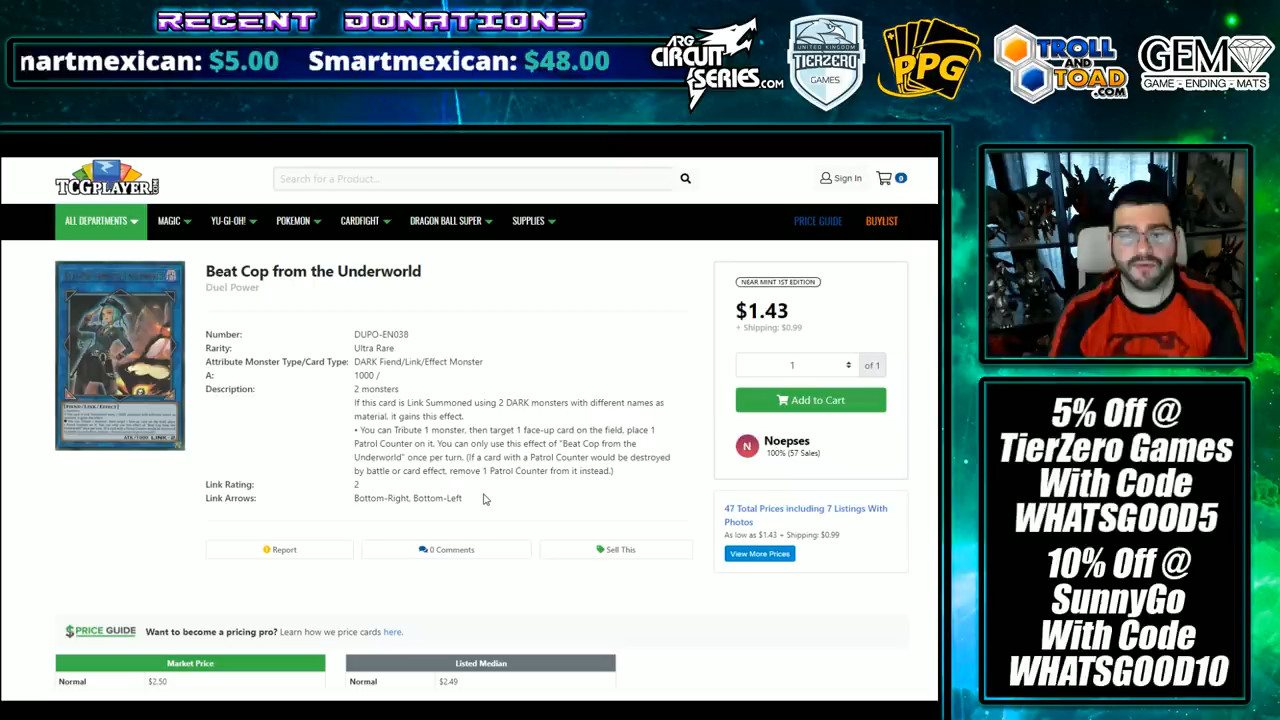 RECENT DONATIONS
nartmexican: $5.00 Smartmexican: $48.00
ARG
CIRCUIT
SERIES.COM
UNITED KINGDOM
TIERZERO
GAMES
PPG
TROLL
AND
TOAD
.COM
GEM
GAME - ENDING - MATS
TCGPLAYER.COM
Search for a Product...
Sign In
0
ALL DEPARTMENTS
MAGIC
YU-GI-OH!
POKEMON
CARDFIGHT
DRAGON BALL SUPER
SUPPLIES
PRICE GUIDE
BUYLIST
Beat Cop from the Underworld
Duel Power
Number: DUPO-EN038
Rarity: Ultra Rare
Attribute Monster Type/Card Type: DARK Fiend/Link/Effect Monster
A: 1000 /
Description: 2 monsters
If this card is Link Summoned using 2 DARK monsters with different names as
material, it gains this effect.
• You can Tribute 1 monster, then target 1 face-up card on the field, place 1
Patrol Counter on it. You can only use this effect of "Beat Cop from the
Underworld" once per turn. (If a card with a Patrol Counter would be destroyed
by battle or card effect, remove 1 Patrol Counter from it instead.)
Link Rating: 2
Link Arrows: Bottom-Right, Bottom-Left
Report
0 Comments
Sell This
NEAR MINT 1ST EDITION
$1.43
+ Shipping: $0.99
1
of 1
Add to Cart
N
Noepses
100% (57 Sales)
47 Total Prices including 7 Listings With
Photos
As low as $1.43 + Shipping: $0.99
View More Prices
PRICE GUIDE
Want to become a pricing pro? Learn how we price cards here.
Market Price
Normal $2.50
Listed Median
Normal $2.49
5% Off @
TierZero Games
With Code
WHATSGOOD5
10% Off @
SunnyGo
With Code
WHATSGOOD10